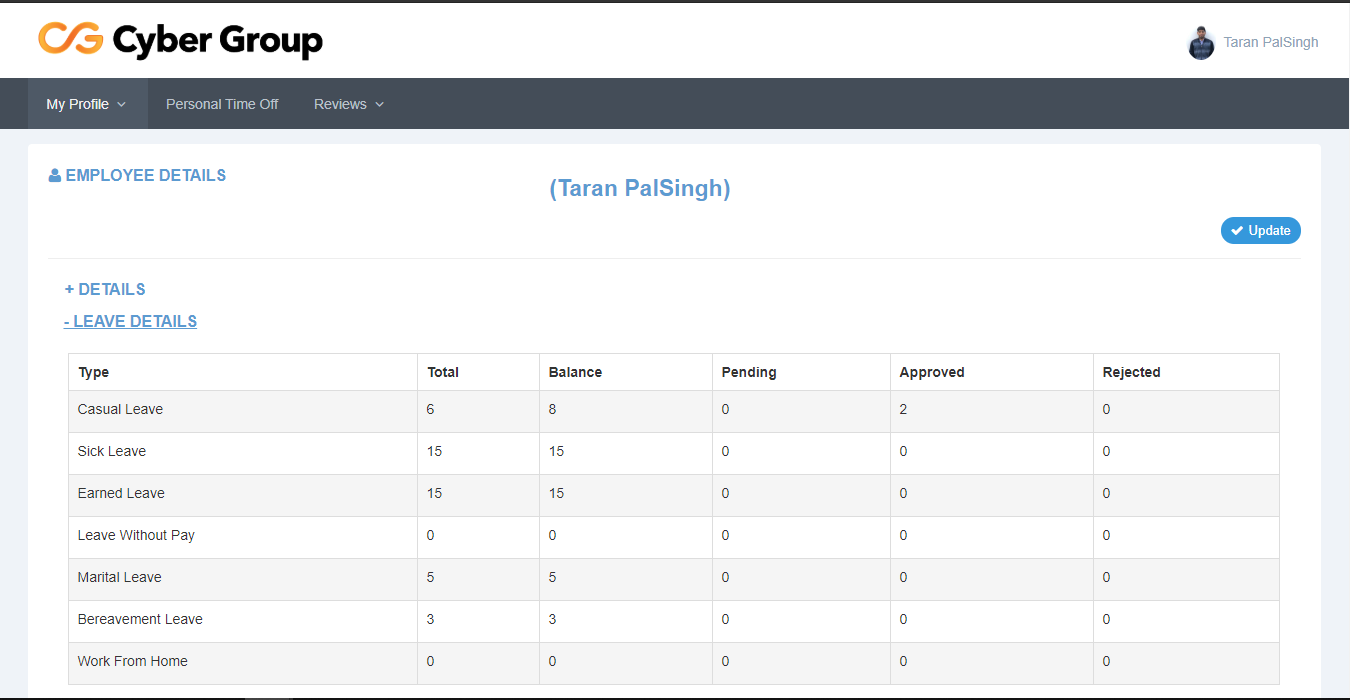 CG Cyber Group
Taran PalSingh
My Profile Personal Time Off Reviews
EMPLOYEE DETAILS
(Taran PalSingh)
Update
+ DETAILS
- LEAVE DETAILS
Type Total Balance Pending Approved Rejected
Casual Leave 6 8 0 2 0
Sick Leave 15 15 0 0 0
Earned Leave 15 15 0 0 0
Leave Without Pay 0 0 0 0 0
Marital Leave 5 5 0 0 0
Bereavement Leave 3 3 0 0 0
Work From Home 0 0 0 0 0